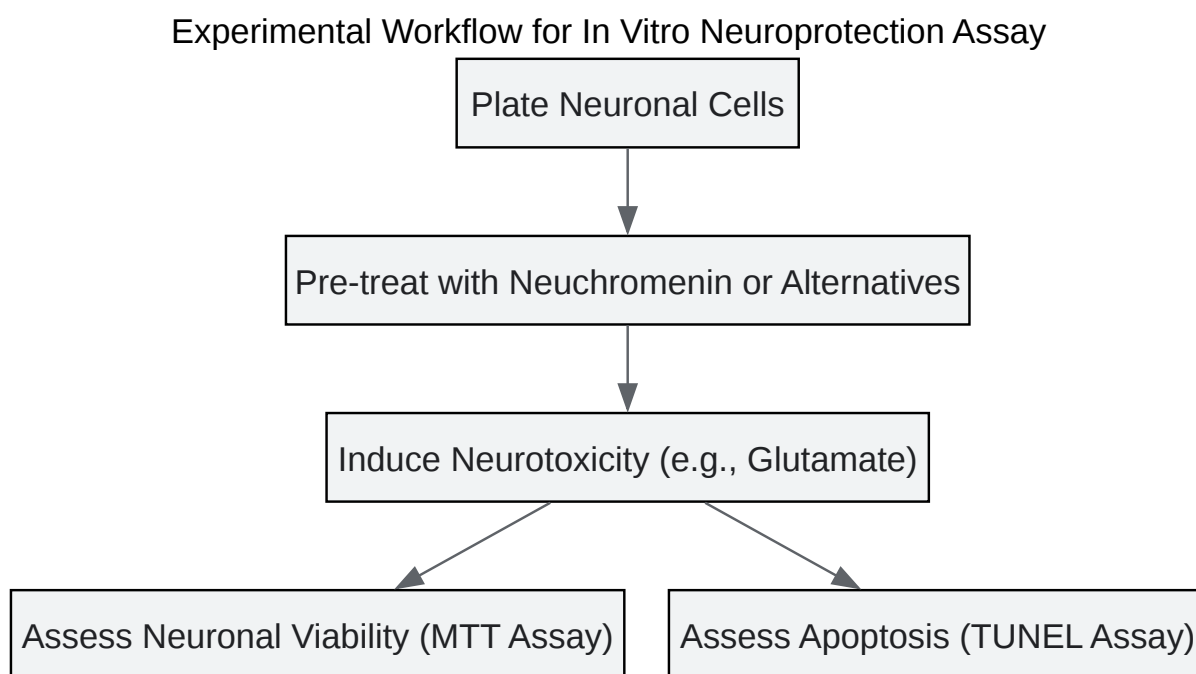 Experimental Workflow for In Vitro Neuroprotection Assay
Plate Neuronal Cells
Pre-treat with Neuchromenin or Alternatives
Induce Neurotoxicity (e.g., Glutamate)
Assess Neuronal Viability (MTT Assay)
Assess Apoptosis (TUNEL Assay)